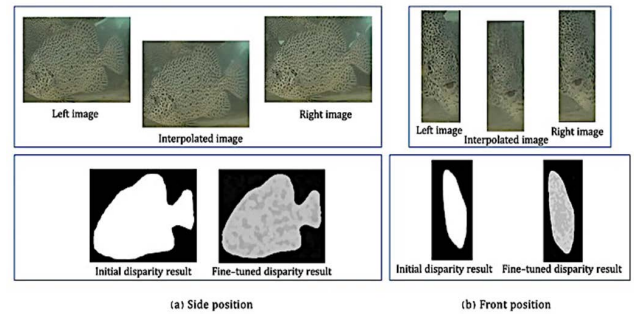 Left image
Interpolated image
Right image
Left image
Interpolated image
Right image
Initial disparity result
Fine-tuned disparity result
Initial disparity result
Fine-tuned disparity result
(a) Side position
(b) Front position